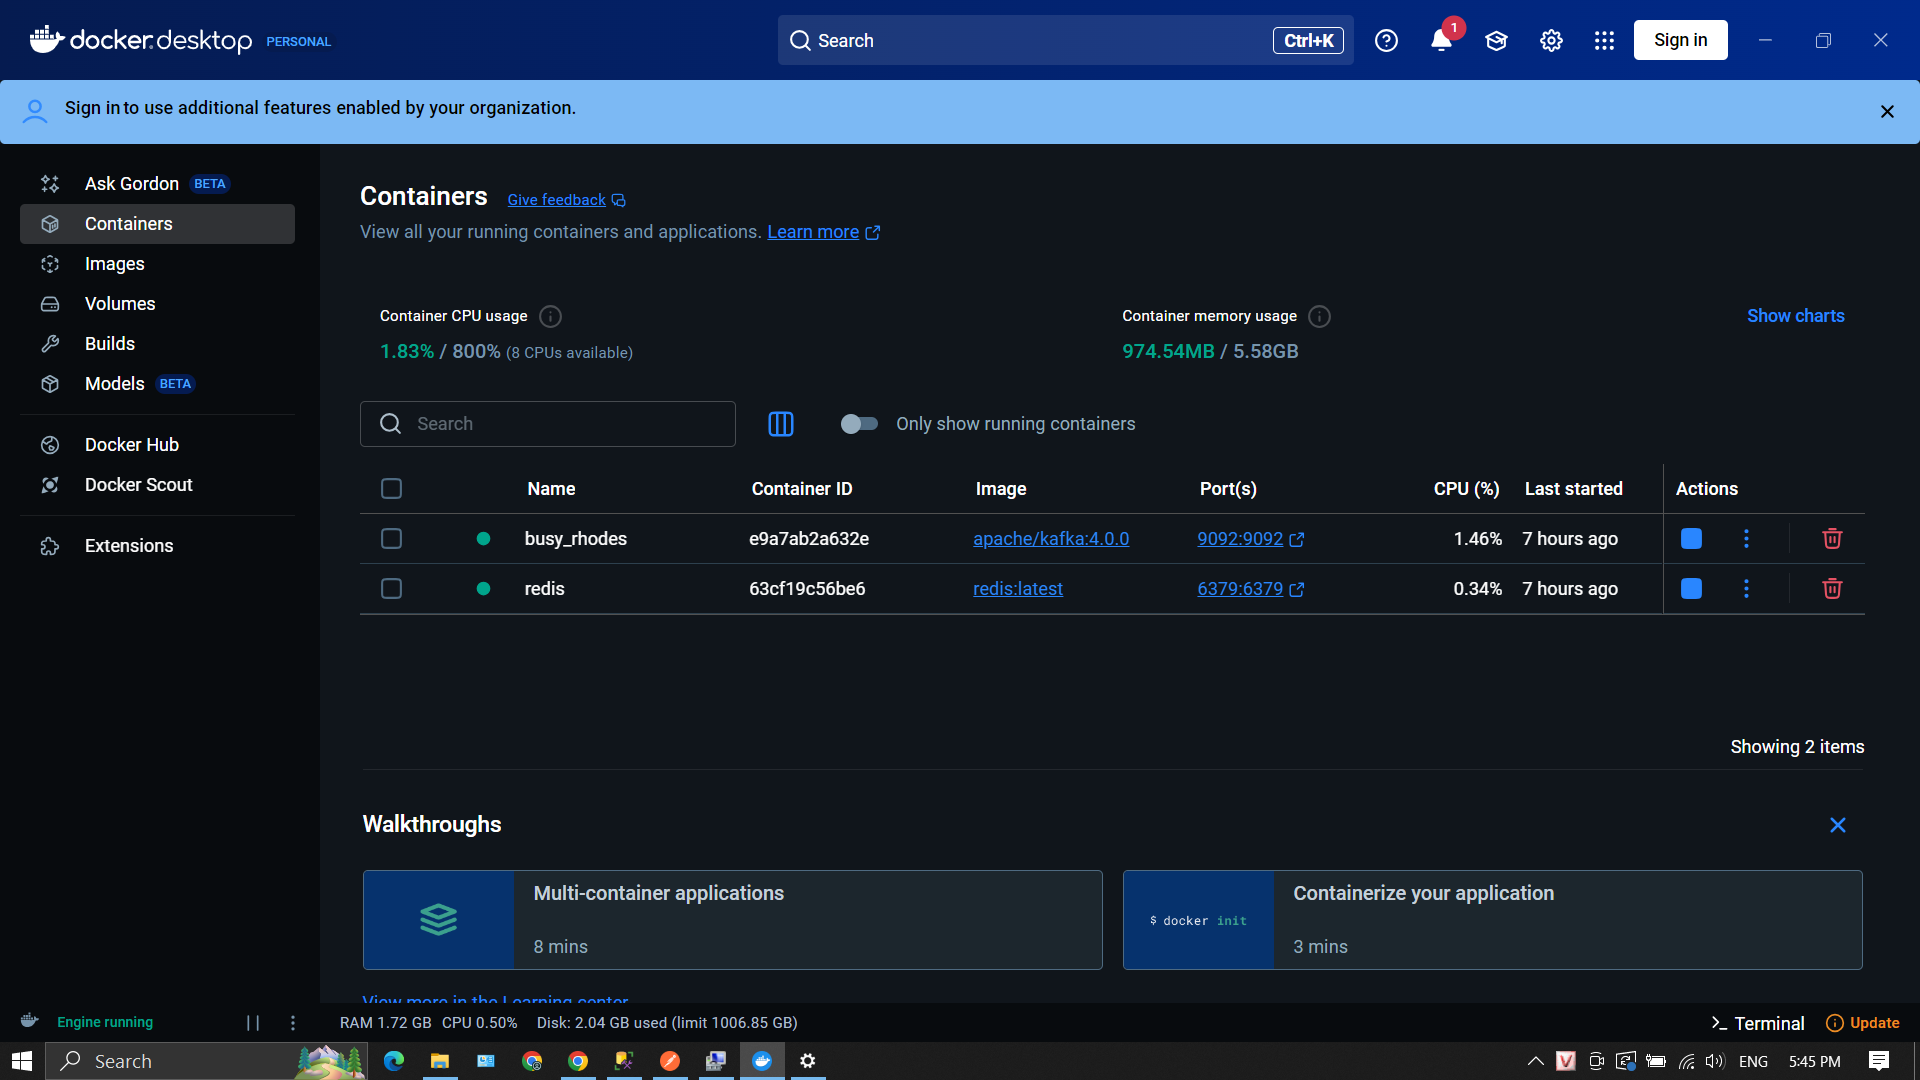 docker.desktop PERSONAL
Search Ctrl+K
1
Sign in
Sign in to use additional features enabled by your organization.
Ask Gordon BETA
Containers
Images
Volumes
Builds
Models BETA
Docker Hub
Docker Scout
Extensions
Containers Give feedback
View all your running containers and applications. Learn more
Container CPU usage
1.83% / 800% (8 CPUs available)
Container memory usage
974.54MB / 5.58GB
Show charts
Search
Only show running containers
Name Container ID Image Port(s) CPU (%) Last started Actions
busy_rhodes e9a7ab2a632e apache/kafka:4.0.0 9092:9092 1.46% 7 hours ago
redis 63cf19c56be6 redis:latest 6379:6379 0.34% 7 hours ago
Showing 2 items
Walkthroughs
Multi-container applications
8 mins
$ docker init
Containerize your application
3 mins
View more in the Learning center
Engine running
RAM 1.72 GB CPU 0.50% Disk: 2.04 GB used (limit 1006.85 GB)
Terminal
Update
Search
V
ENG
5:45 PM